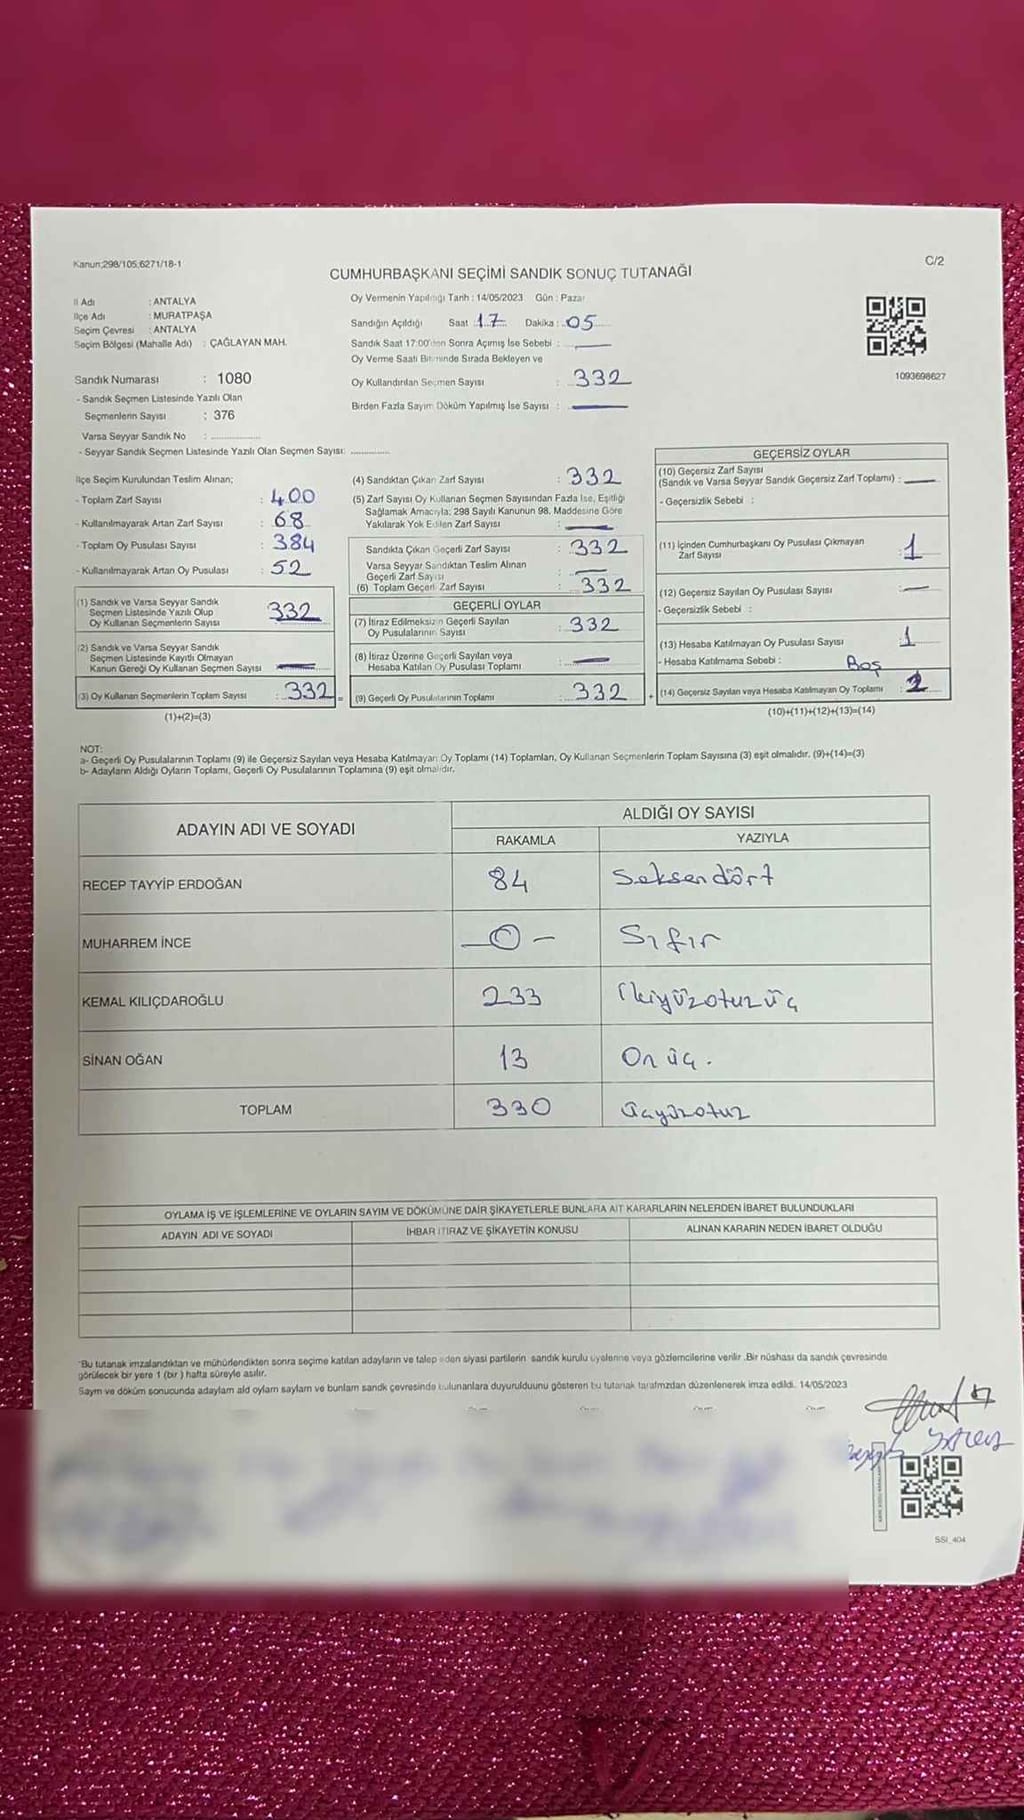 Kanun;298/105;6271/18-1
C/2
CUMHURBAŞKANI SEÇİMİ SANDIK SONUÇ TUTANAĞI
İl Adı : ANTALYA
İlçe Adı : MURATPAŞA
Seçim Çevresi : ANTALYA
Seçim Bölgesi (Mahalle Adı) : ÇAĞLAYAN MAH.
Oy Vermenin Yapıldığı Tarih : 14/05/2023 Gün : Pazar
Sandığın Açıldığı Saat : 17 Dakika : 05
Sandık Saat 17:00'den Sonra Açımış İse Sebebi :
Oy Verme Saati Bitiminde Sırada Bekleyen ve
Oy Kullandırılan Seçmen Sayısı : 332
Birden Fazla Sayım Döküm Yapılmış İse Sayısı :
1093698627
Sandık Numarası : 1080
- Sandık Seçmen Listesinde Yazılı Olan
Seçmenlerin Sayısı : 376
Varsa Seyyar Sandık No :
- Seyyar Sandık Seçmen Listesinde Yazılı Olan Seçmen Sayısı:
İlçe Seçim Kurulundan Teslim Alınan;
- Toplam Zarf Sayısı : 400
- Kullanılmayarak Artan Zarf Sayısı : 68
- Toplam Oy Pusulası Sayısı : 384
- Kullanılmayarak Artan Oy Pusulası : 52
(1) Sandık ve Varsa Seyyar Sandık
Seçmen Listesinde Yazılı Olup
Oy Kullanan Seçmenlerin Sayısı : 332
(2) Sandık ve Varsa Seyyar Sandık
Seçmen Listesinde Kayıtlı Olmayan
Kanun Gereği Oy Kullanan Seçmen Sayısı
(3) Oy Kullanan Seçmenlerin Toplam Sayısı : 332 =
(1)+(2)=(3)
(4) Sandıktan Çıkan Zarf Sayısı : 332
(5) Zarf Sayısı Oy Kullanan Seçmen Sayısından Fazla İse, Eşitliği
Sağlamak Amacıyla; 298 Sayılı Kanunun 98. Maddesine Göre
Yakılarak Yok Edilen Zarf Sayısı :
Sandıkta Çıkan Geçerli Zarf Sayısı : 332
Varsa Seyyar Sandıktan Teslim Alınan
Geçerli Zarf Sayısı :
(6) Toplam Geçerli Zarf Sayısı : 332
GEÇERLİ OYLAR
(7) İtiraz Edilmeksizin Geçerli Sayılan
Oy Pusulalarının Sayısı : 332
(8) İtiraz Üzerine Geçerli Sayılan veya
Hesaba Katılan Oy Pusulası Toplamı :
(9) Geçerli Oy Pusulalarının Toplamı : 332 +
GEÇERSİZ OYLAR
(10) Geçersiz Zarf Sayısı
(Sandık ve Varsa Seyyar Sandık Geçersiz Zarf Toplamı) :
- Geçersizlik Sebebi :
(11) İçinden Cumhurbaşkanı Oy Pusulası Çıkmayan
Zarf Sayısı : 1
(12) Geçersiz Sayılan Oy Pusulası Sayısı :
- Geçersizlik Sebebi :
(13) Hesaba Katılmayan Oy Pusulası Sayısı : 1
- Hesaba Katılmama Sebebi : Boş
(14) Geçersiz Sayılan veya Hesaba Katılmayan Oy Toplamı : 2
(10)+(11)+(12)+(13)=(14)
NOT:
a- Geçerli Oy Pusulalarının Toplamı (9) ile Geçersiz Sayılan veya Hesaba Katılmayan Oy Toplamı (14) Toplamları, Oy Kullanan Seçmenlerin Toplam Sayısına (3) eşit olmalıdır. (9)+(14)=(3)
b- Adayların Aldığı Oyların Toplamı, Geçerli Oy Pusulalarının Toplamına (9) eşit olmalıdır.
ADAYIN ADI VE SOYADI
ALDIĞI OY SAYISI
RAKAMLA YAZIYLA
RECEP TAYYİP ERDOĞAN 84 Seksendört
MUHARREM İNCE -0- Sıfır
KEMAL KILIÇDAROĞLU 233 İkiyüzotuzüç
SİNAN OĞAN 13 On üç.
TOPLAM 330 üçyüzotuz
OYLAMA İŞ VE İŞLEMLERİNE VE OYLARIN SAYIM VE DÖKÜMÜNE DAİR ŞİKAYETLERLE BUNLARA AİT KARARLARIN NELERDEN İBARET BULUNDUKLARI
ADAYIN ADI VE SOYADI İHBAR İTİRAZ VE ŞİKAYETİN KONUSU ALINAN KARARIN NEDEN İBARET OLDUĞU
"Bu tutanak imzalandıktan ve mühürlendikten sonra seçime katılan adayların ve talep eden siyasi partilerin sandık kurulu üyelerine veya gözlemcilerine verilir .Bir nüshası da sandık çevresinde
görülecek bir yere 1 (bir ) hafta süreyle asılır.
Sayım ve döküm sonucunda adayların aldı oyların sayıları ve bunların sandık çevresinde bulunanlara duyurulduunu gösteren bu tutanak tarafımızdan düzenlenerek imza edildi. 14/05/2023
SSI_404